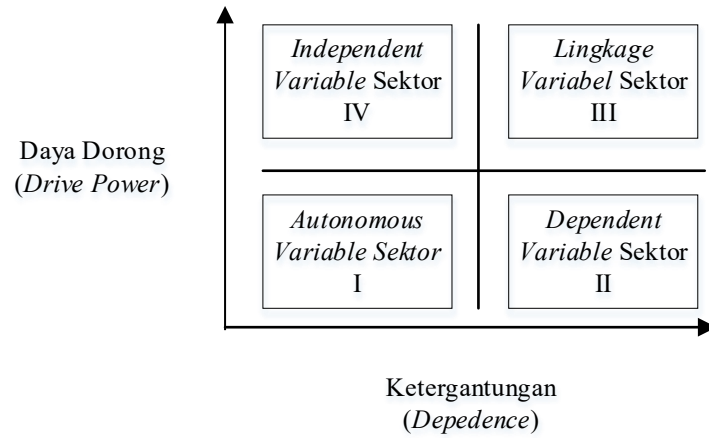 Independent
Variable Sektor
IV
Lingkage
Variabel Sektor
III
Daya Dorong
(Drive Power)
Autonomous
Variable Sektor
I
Dependent
Variable Sektor
II
Ketergantungan
(Depedence)